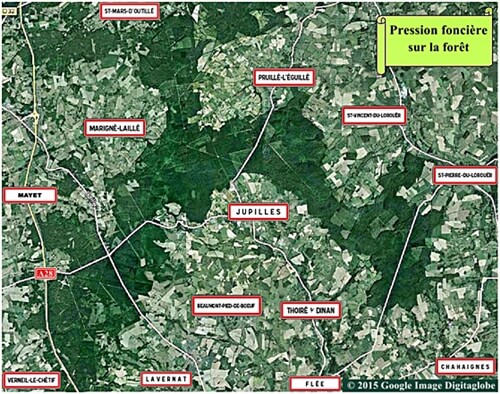 ST-MARS-D'OUTILLÉ
D 32
Pression foncière
sur la forêt
PRUILLÉ-L'ÉGUILLÉ
ST-VINCENT-DU-LOROUËR
MARIGNÉ-LAILLÉ
ST-PIERRE-DU-LOROUËR
MAYET
JUPILLES
A 28
BEAUMONT-PIED-DE-BOEUF
THOIRÉ S/ DINAN
CHAHAIGNES
VERNEIL-LE-CHÉTIF
LAVERNAT
FLÉE
© 2015 Google Image Digitaglobe